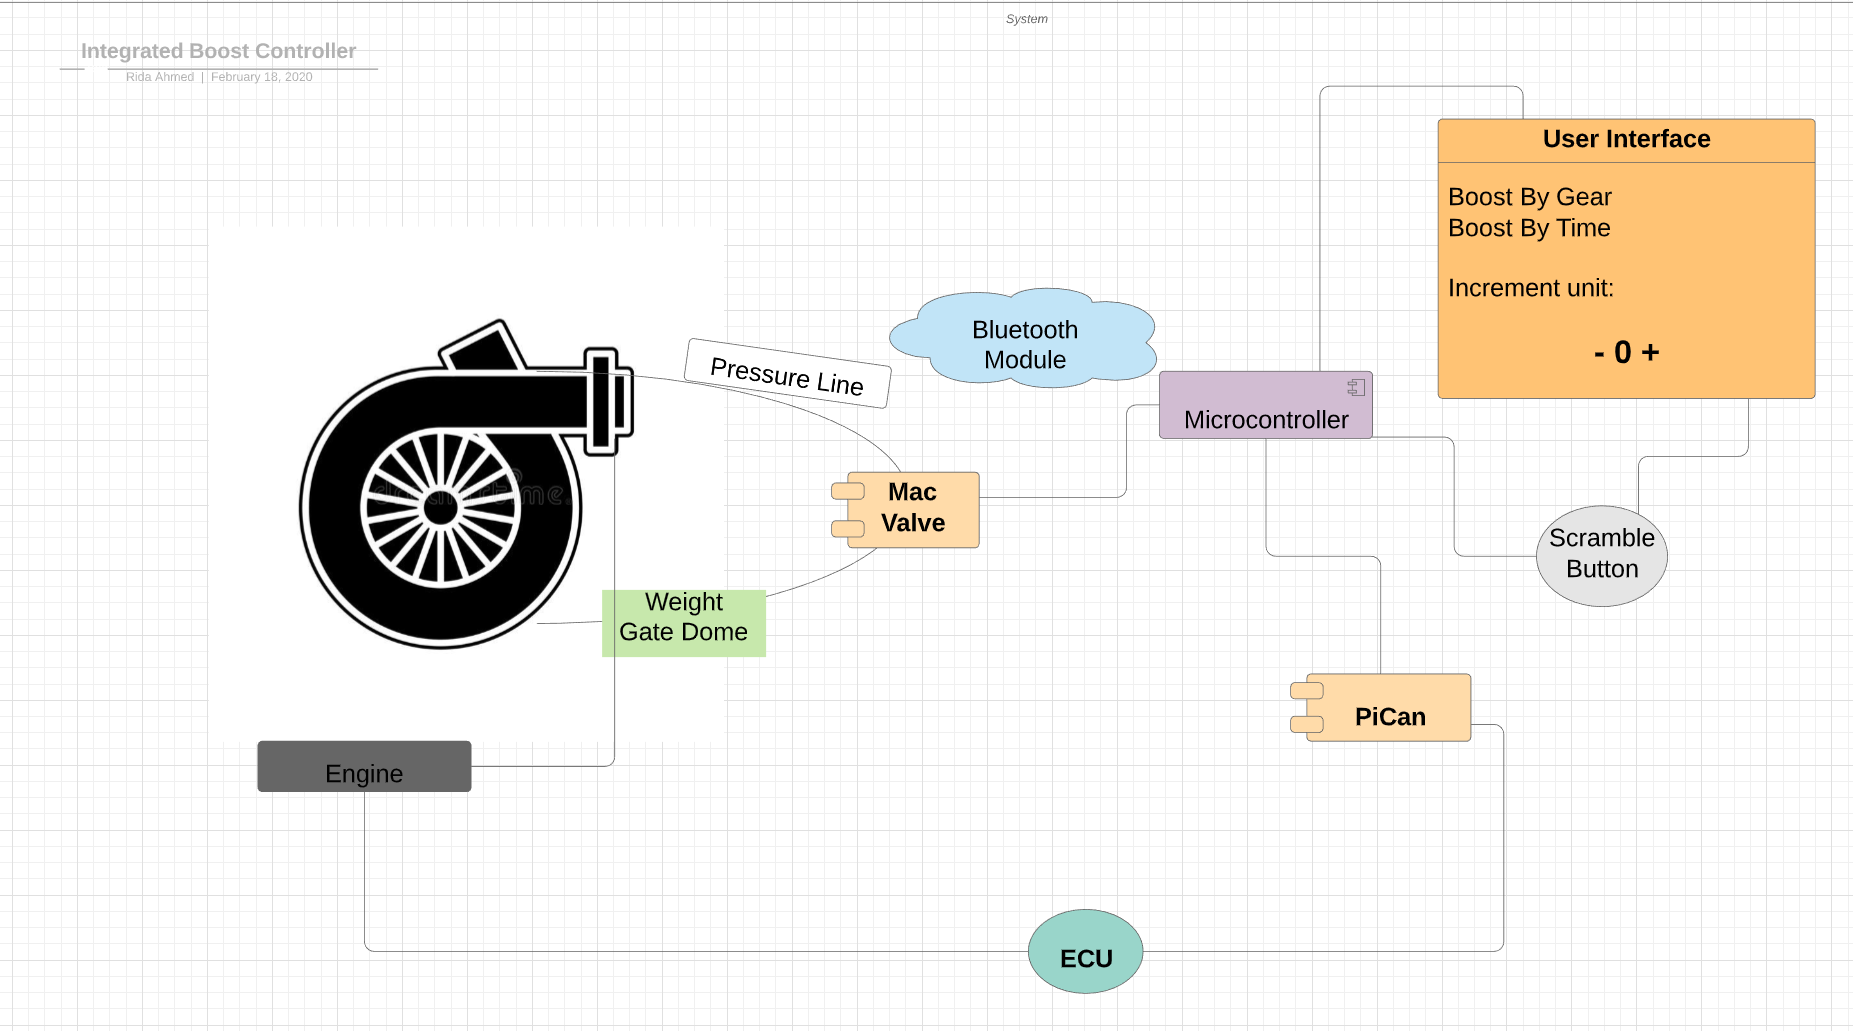 System
Integrated Boost Controller
Rida Ahmed | February 18, 2020
User Interface
Boost By Gear
Boost By Time
Increment unit:
- 0 +
Bluetooth
Module
Pressure Line
Microcontroller
Mac
Valve
Scramble
Button
Weight
Gate Dome
PiCan
Engine
ECU